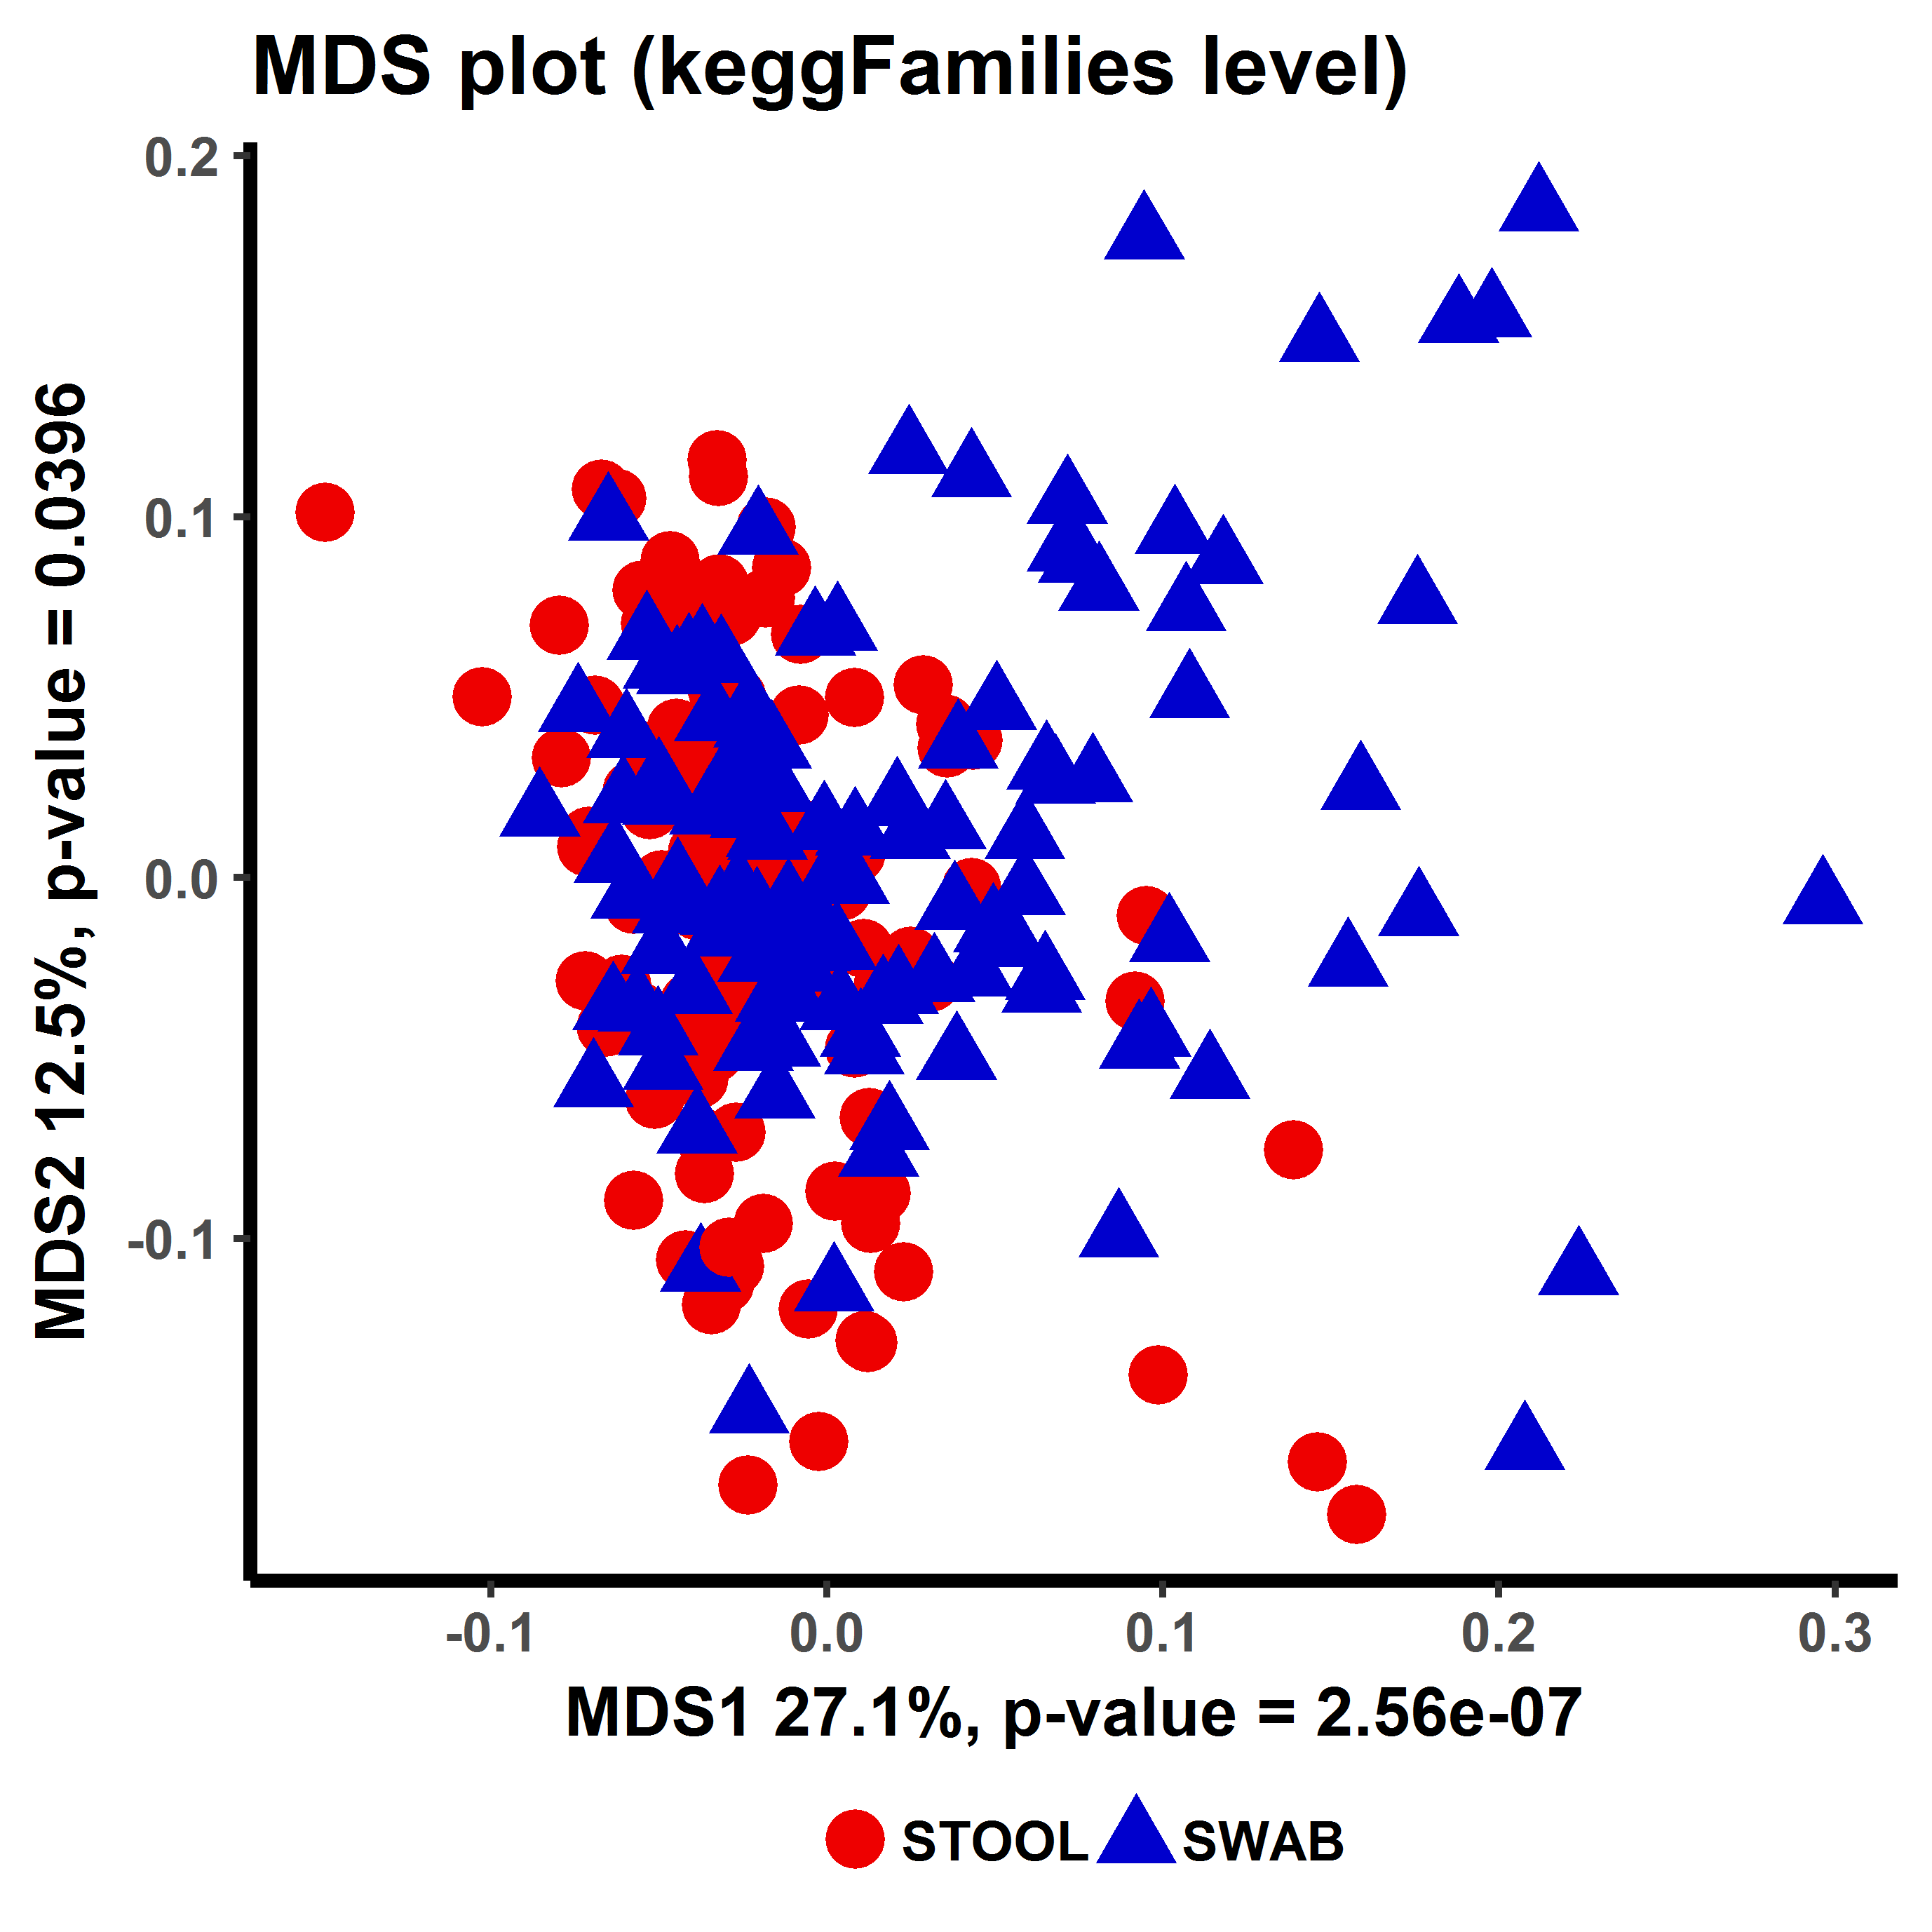 MDS plot (keggFamilies level)
MDS2 12.5%, p-value = 0.0396
0.2
0.1
0.0
-0.1
-0.1 0.0 0.1 0.2 0.3
MDS1 27.1%, p-value = 2.56e-07
STOOL SWAB